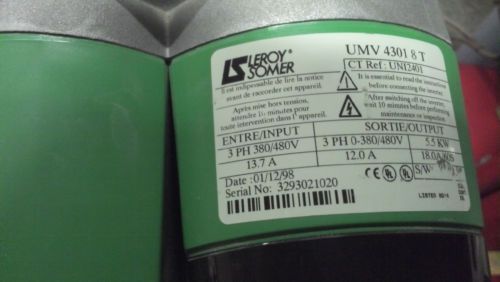 LEROY®
SOMER
UMV 4301 8 T
CT Ref : UNI2401
Il est indispensable de lire la notice
avant de raccorder cet appareil.
It is essential to read the instructions
before connecting the inverter.
Après mise hors tension,
attendre 10 minutes pour
toute intervention dans l'appareil
After switching off the inverter,
wait 10 minutes before performing
maintenance or inspection.
ENTRE/INPUT
SORTIE/OUTPUT
3 PH 380/480V
3 PH 0-380/480V
5.5 KW
13.7 A
12.0 A
18.0A/60S
Date :01/12/98
S/W
Serial No: 3293021020
LISTED